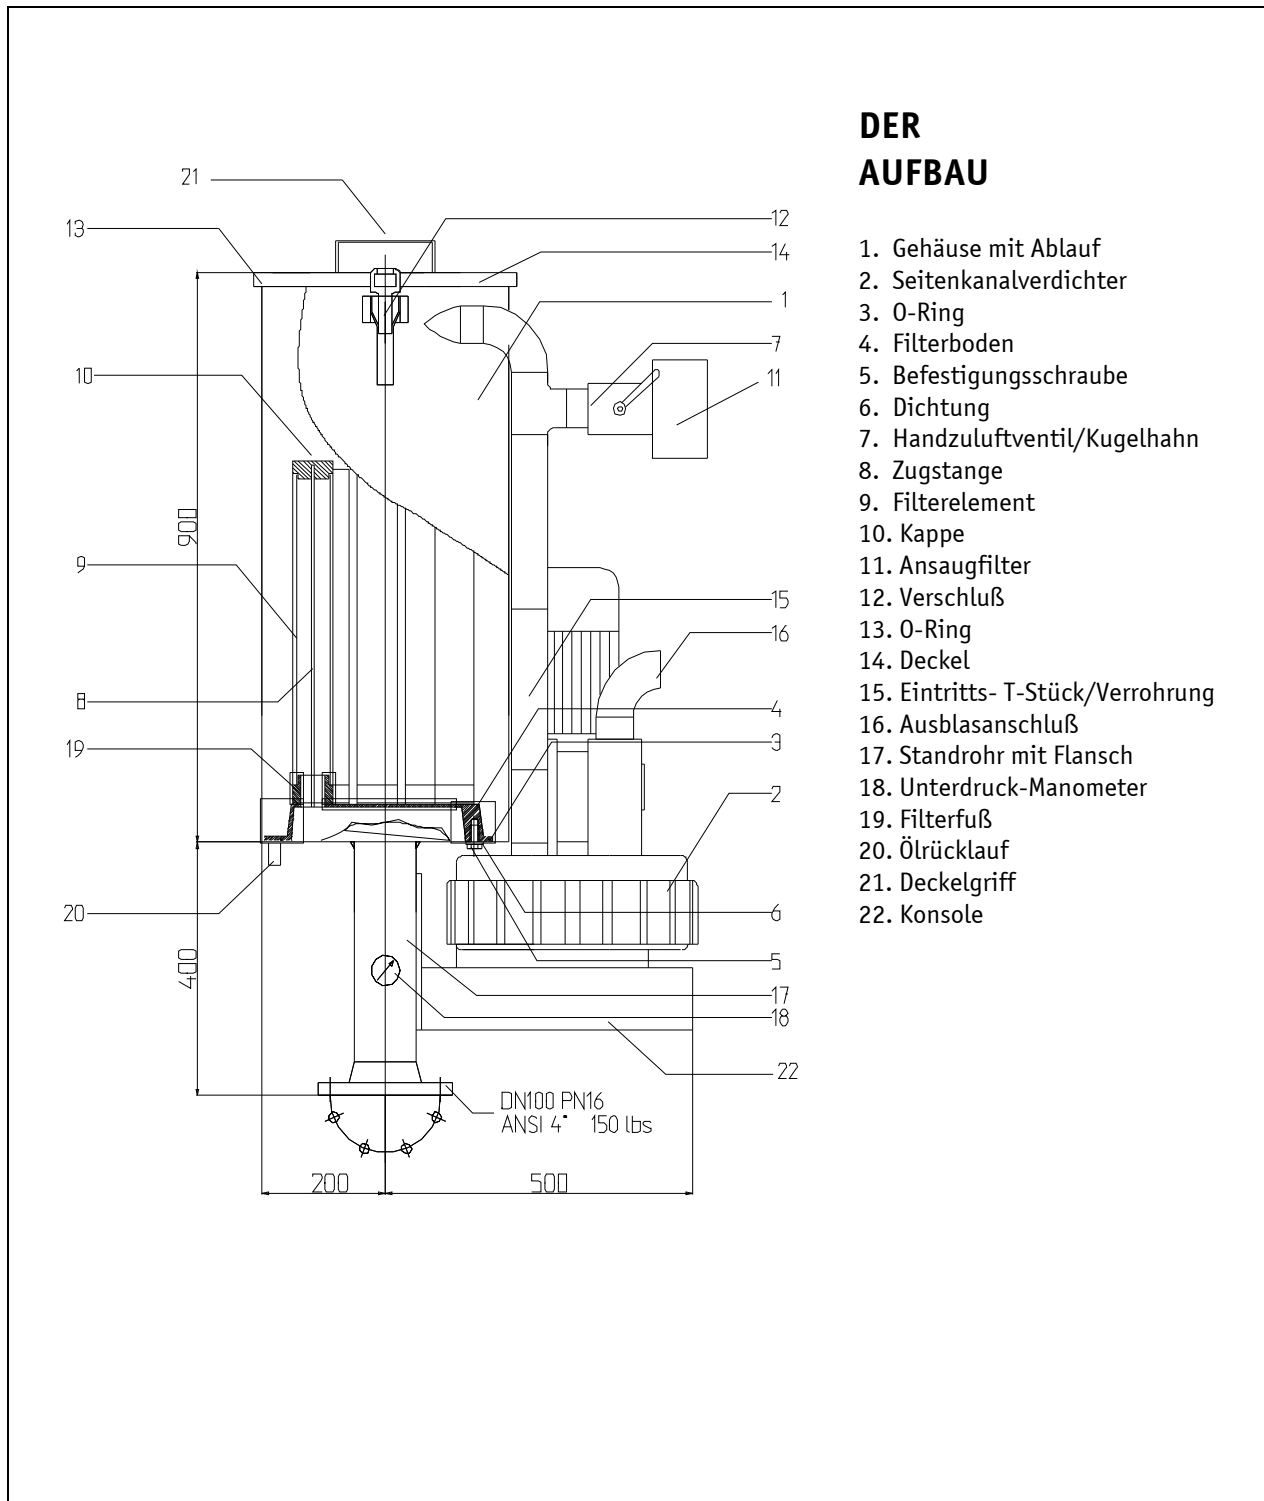 DER
AUFBAU
1. Gehäuse mit Ablauf
2. Seitenkanalverdichter
3. O-Ring
4. Filterboden
5. Befestigungsschraube
6. Dichtung
7. Handzuluftventil/Kugelhahn
8. Zugstange
9. Filterelement
10. Kappe
11. Ansaugfilter
12. Verschluß
13. O-Ring
14. Deckel
15. Eintritts- T-Stück/Verrohrung
16. Ausblasanschluß
17. Standrohr mit Flansch
18. Unterdruck-Manometer
19. Filterfuß
20. Ölrücklauf
21. Deckelgriff
22. Konsole
21
13
12
14
1
7
10
11
900
9
15
16
8
4
19
3
2
20
6
400
5
17
18
22
DN100 PN16
ANSI 4" 150 lbs
200
500